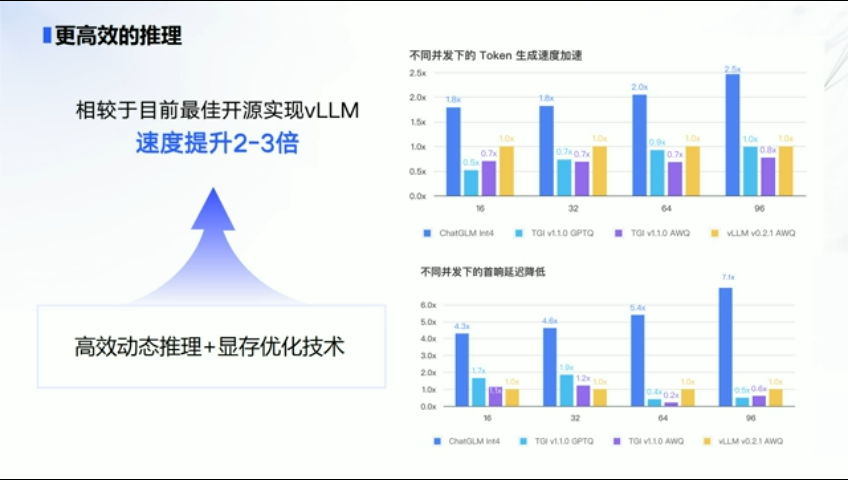 更高效的推理
相较于目前最佳开源实现vLLM
速度提升2-3倍
高效动态推理+显存优化技术
不同并发下的 Token 生成速度加速
2.5x
2.0x
1.5x
1.0x
0.5x
0.0x
1.8x 0.5x 0.7x 1.0x
1.8x 0.7x 0.7x 1.0x
2.0x 0.9x 0.7x 1.0x
2.5x 1.0x 0.8x 1.0x
16 32 64 96
ChatGLM Int4 TGI v1.1.0 GPTQ TGI v1.1.0 AWQ vLLM v0.2.1 AWQ
不同并发下的首响延迟降低
6.0x
5.0x
4.0x
3.0x
2.0x
1.0x
0.0x
4.3x 1.7x 1.1x 1.0x
4.6x 1.9x 1.2x 1.0x
5.4x 0.4x 0.2x 1.0x
7.1x 0.5x 0.6x 1.0x
16 32 64 96
ChatGLM Int4 TGI v1.1.0 GPTQ TGI v1.1.0 AWQ vLLM v0.2.1 AWQ